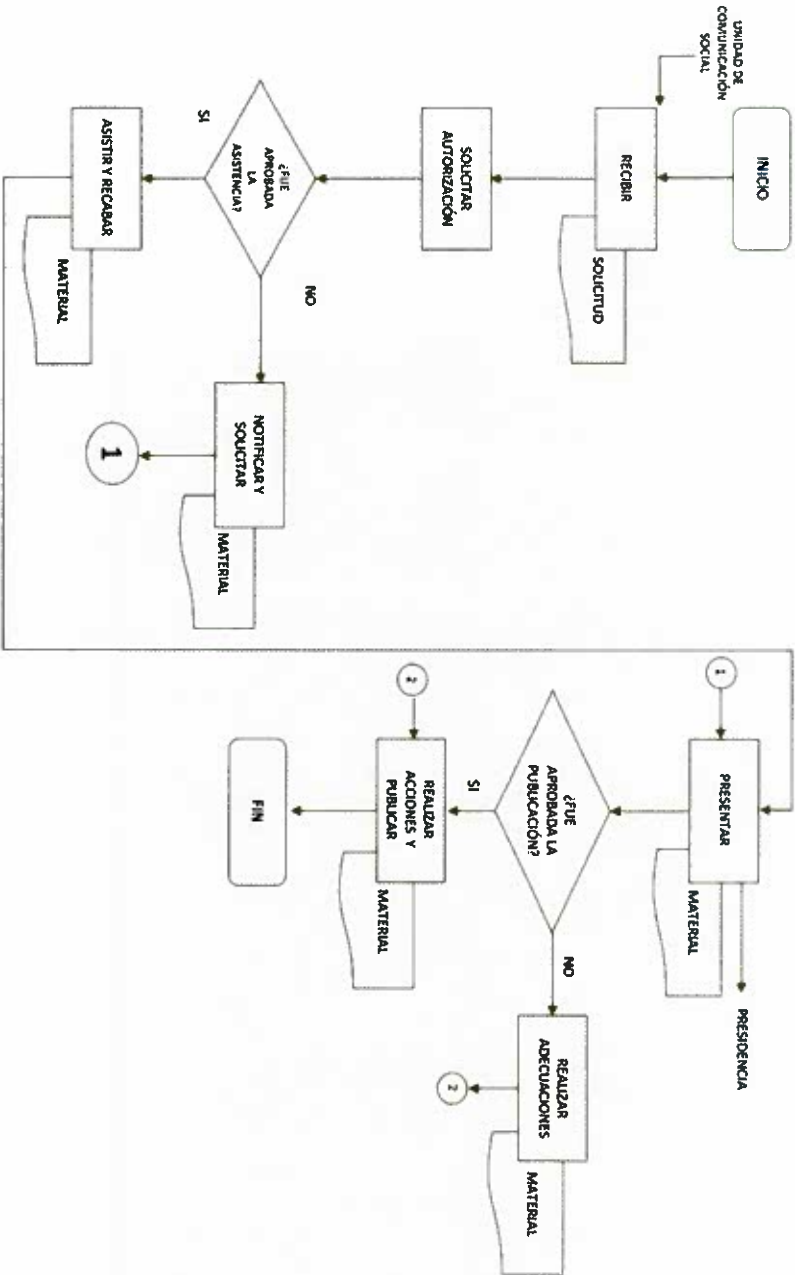 INICIO
UNIDAD DE
COMUNICACIÓN
SOCIAL
RECIBIR
SOLICITUD
SOLICITAR
AUTORIZACIÓN
¿FUE
APROBADA
LA
ASISTENCIA?
NO
SI
NOTIFICAR Y
SOLICITAR
MATERIAL
1
ASISTIR Y RECABAR
MATERIAL
1
PRESENTAR
MATERIAL
PRESIDENCIA
¿FUE
APROBADA LA
PUBLICACIÓN?
NO
SI
REALIZAR
ADECUACIONES
MATERIAL
2
2
REALIZAR
ACCIONES Y
PUBLICAR
MATERIAL
FIN